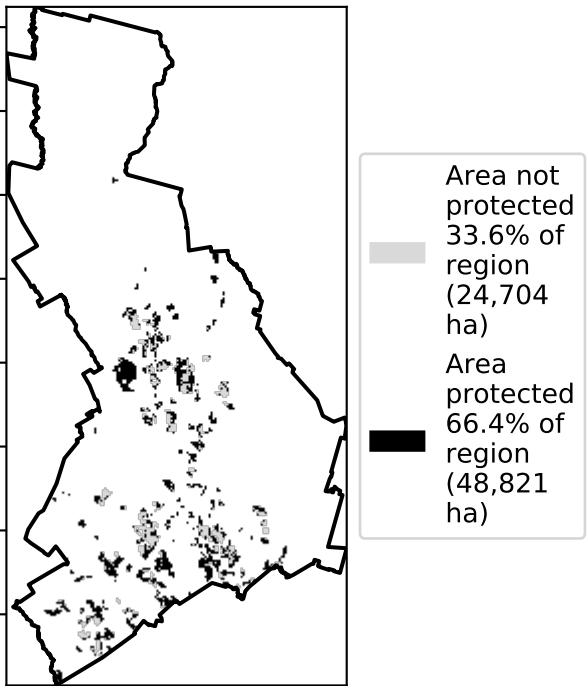 Area not
protected
33.6% of
region
(24,704
ha)
Area
protected
66.4% of
region
(48,821
ha)